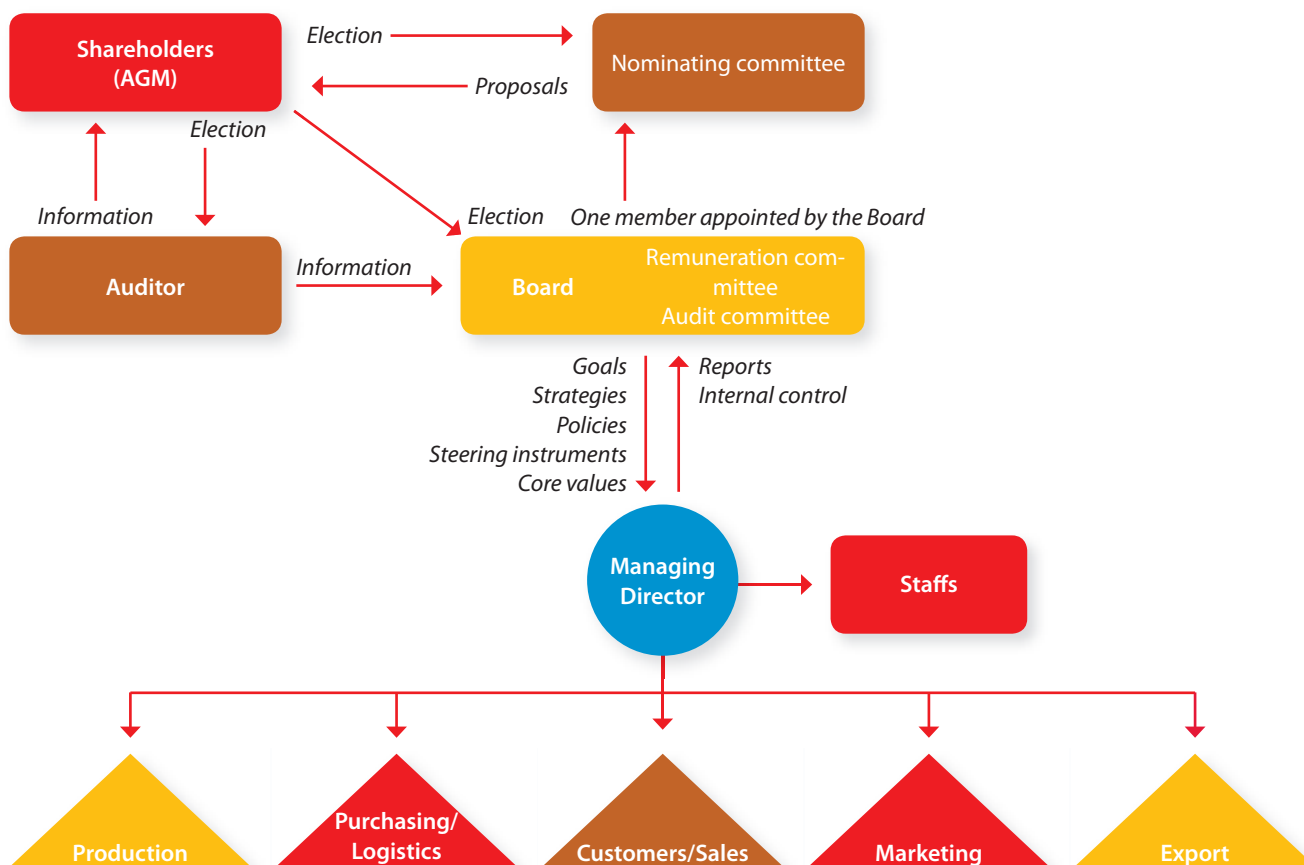 Shareholders
(AGM)
Election
Nominating committee
Proposals
Election
Information
Election
One member appointed by the Board
Auditor
Information
Board
Remuneration com-
mittee
Audit committee
Goals
Strategies
Policies
Steering instruments
Core values
Reports
Internal control
Managing
Director
Staffs
Production
Purchasing/
Logistics
Customers/Sales
Marketing
Export